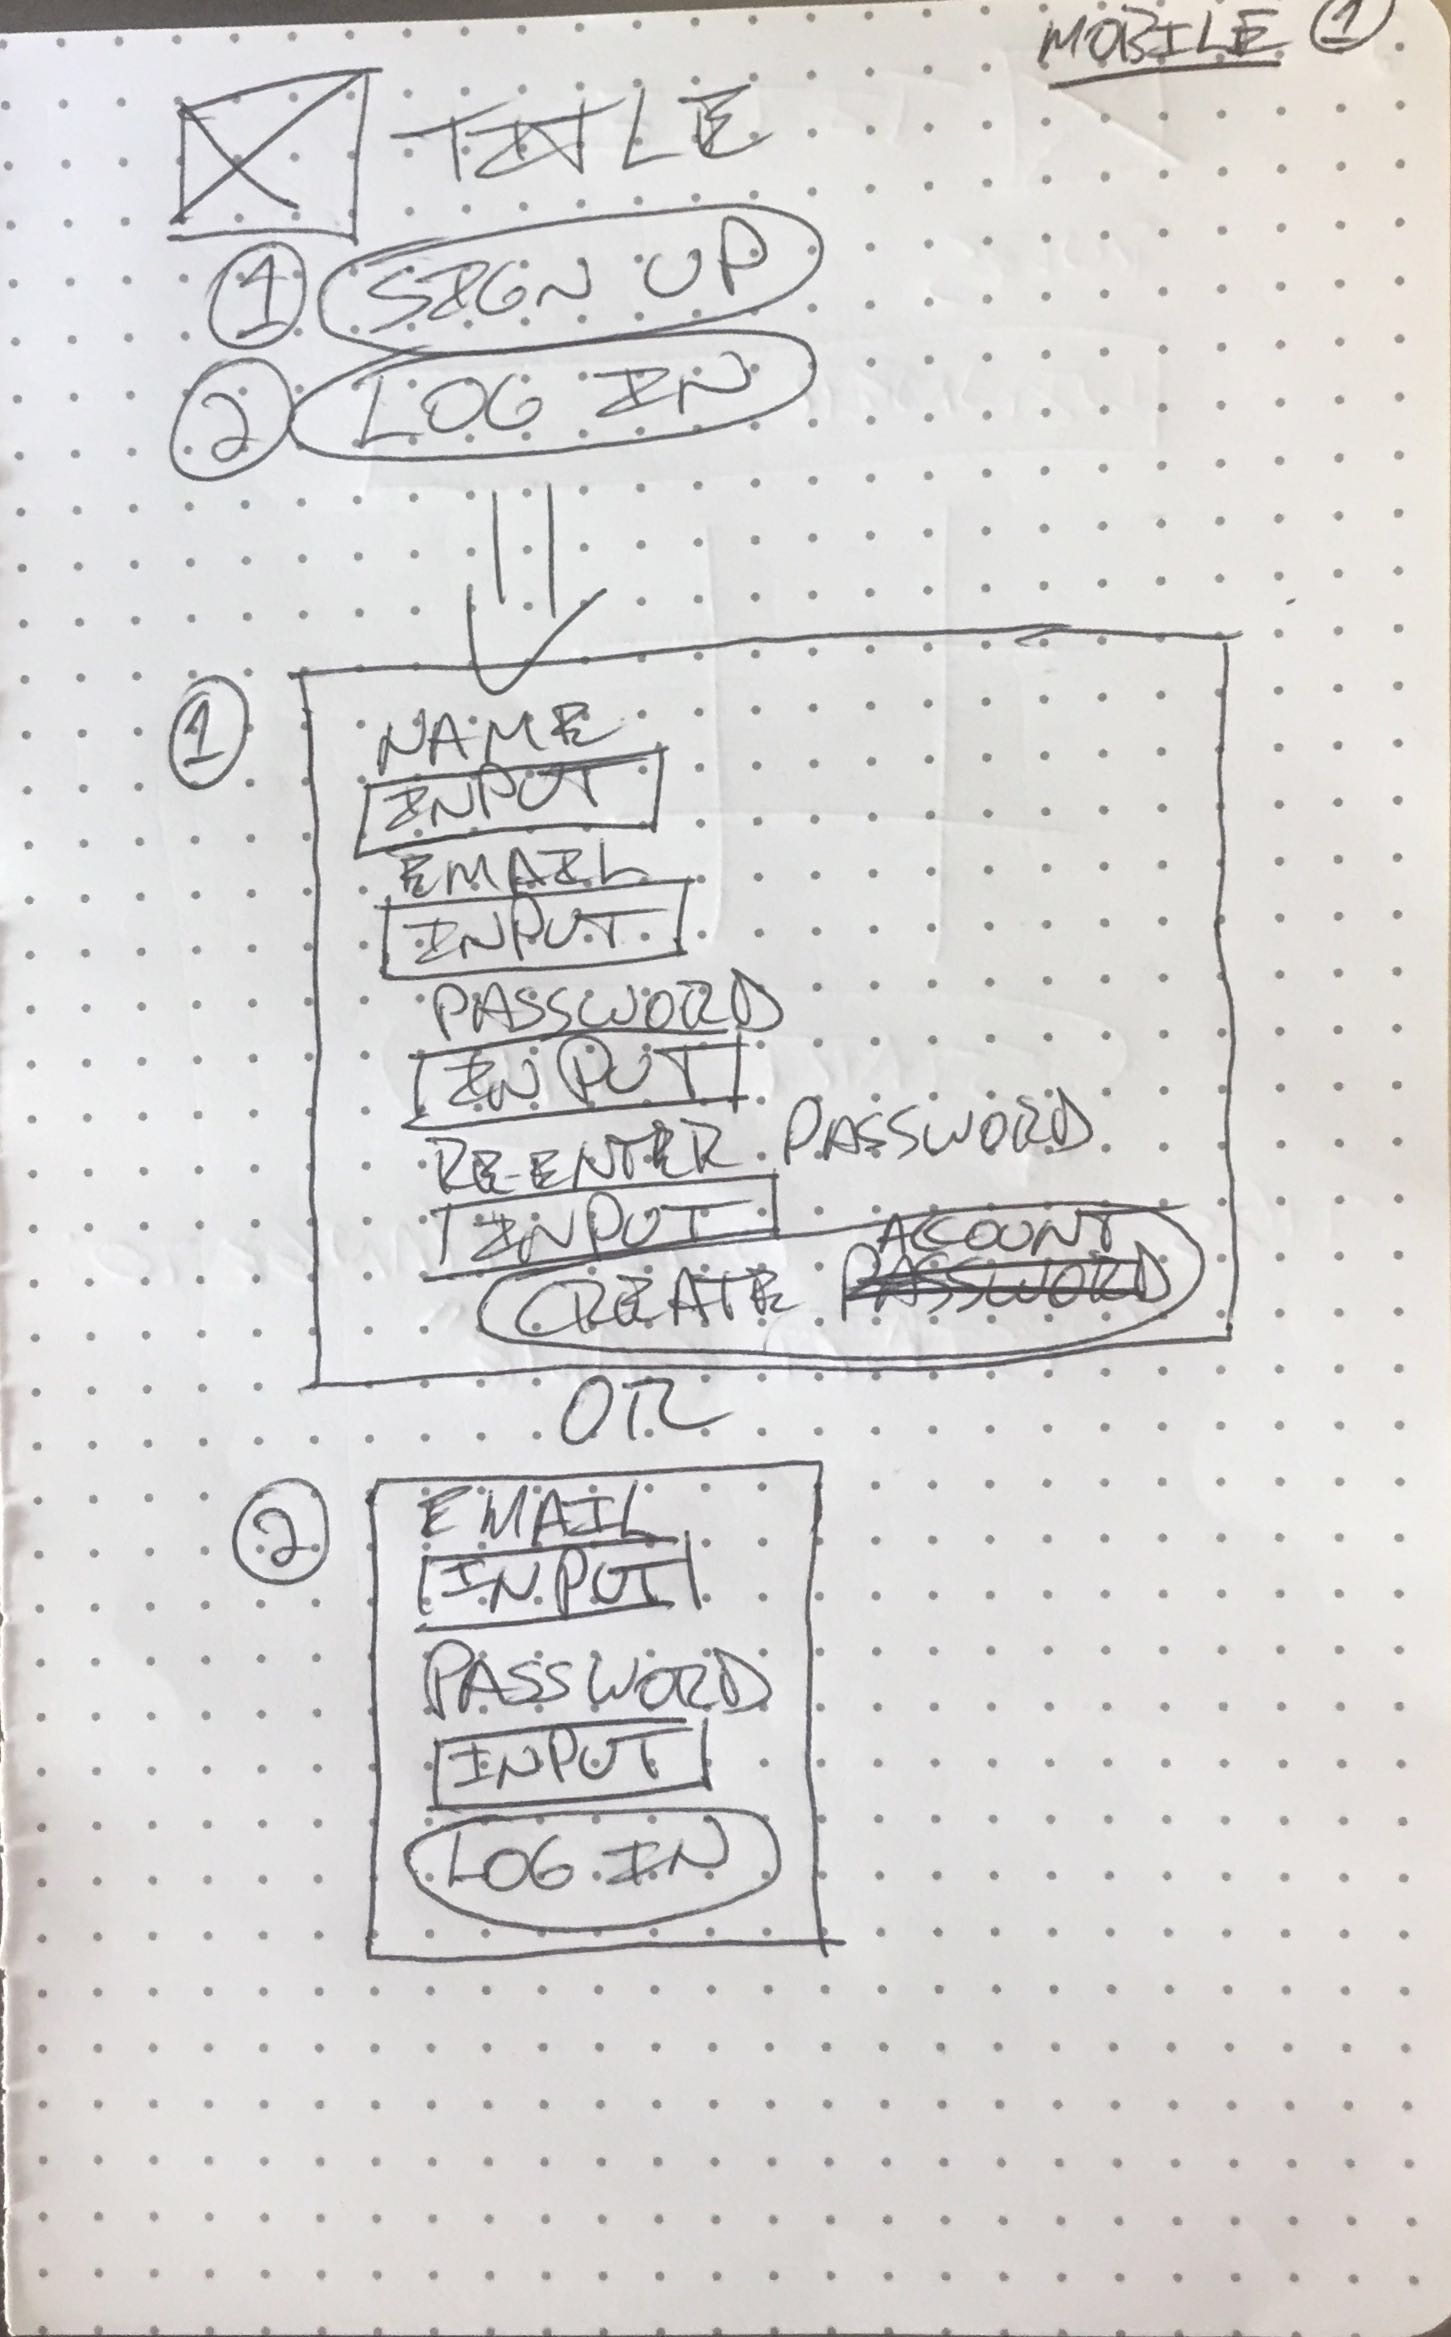 MOBILE 1
TITLE
1 SIGN UP
2 LOG IN
1
NAME
INPUT
EMAIL
INPUT
PASSWORD
INPUT
RE-ENTER PASSWORD
INPUT
ACCOUNT
CREATE PASSWORD
OR
2
EMAIL
INPUT
PASSWORD
INPUT
LOG IN